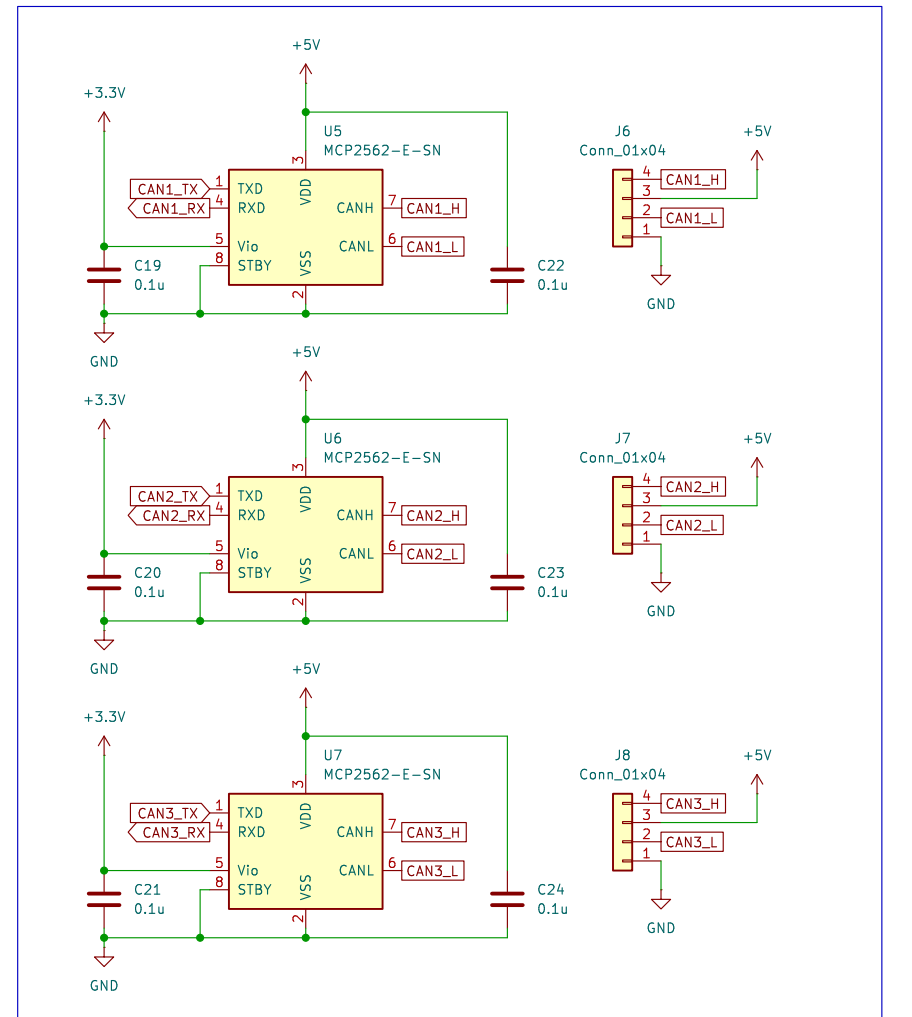 +5V
+3.3V
U5
MCP2562-E-SN
J6
Conn_01x04
+5V
3
CAN1_TX
1
TXD
VDD
CAN1_RX
4
RXD
CANH
7
CAN1_H
5
Vio
CANL
6
CAN1_L
8
STBY
VSS
2
4
CAN1_H
3
2
CAN1_L
1
GND
C19
0.1u
C22
0.1u
GND
+5V
+3.3V
U6
MCP2562-E-SN
J7
Conn_01x04
+5V
3
CAN2_TX
1
TXD
VDD
CAN2_RX
4
RXD
CANH
7
CAN2_H
5
Vio
CANL
6
CAN2_L
8
STBY
VSS
2
4
CAN2_H
3
2
CAN2_L
1
GND
C20
0.1u
C23
0.1u
GND
+5V
+3.3V
U7
MCP2562-E-SN
J8
Conn_01x04
+5V
3
CAN3_TX
1
TXD
VDD
CAN3_RX
4
RXD
CANH
7
CAN3_H
5
Vio
CANL
6
CAN3_L
8
STBY
VSS
2
4
CAN3_H
3
2
CAN3_L
1
GND
C21
0.1u
C24
0.1u
GND